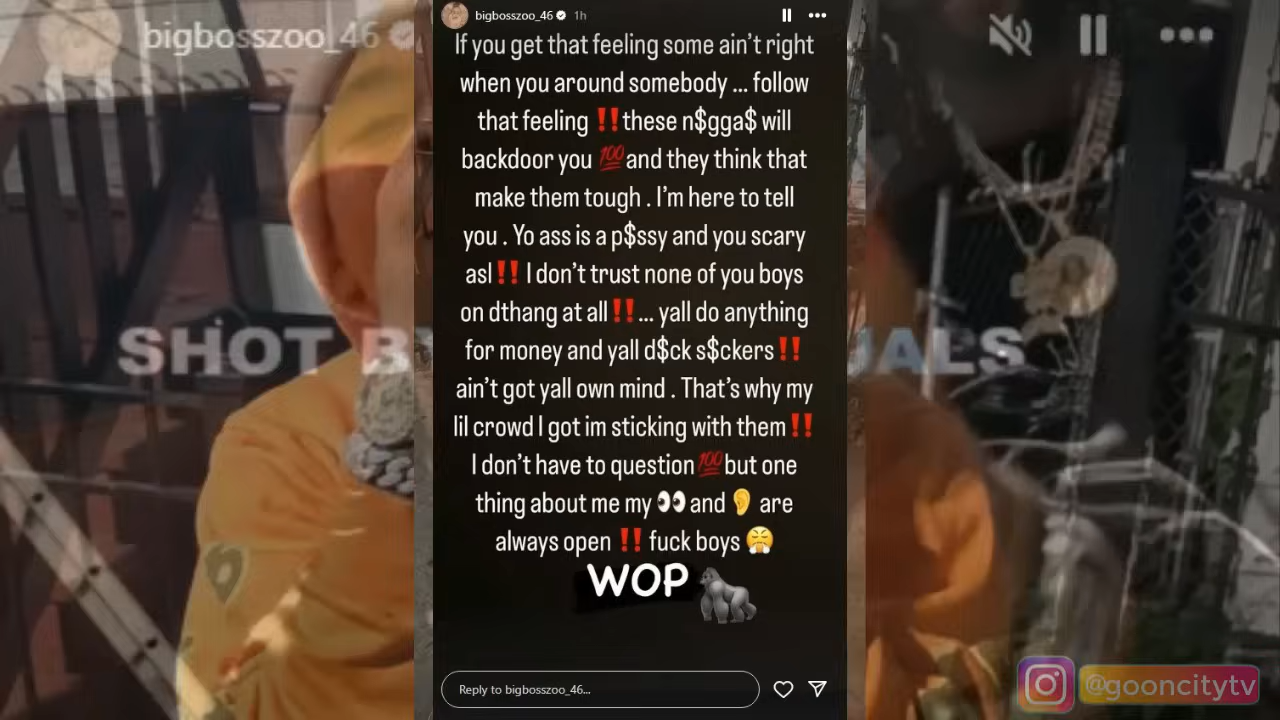 bigbosszoo_46
bigbosszoo_46 1h
If you get that feeling some ain't right
when you around somebody ... follow
that feeling ‼️these n$gga$ will
backdoor you 💯and they think that
make them tough . I'm here to tell
you . Yo ass is a p$ssy and you scary
asl‼️ I don't trust none of you boys
on dthang at all‼️... yall do anything
for money and yall d$ck s$ckers‼️
ain't got yall own mind . That's why my
lil crowd I got im sticking with them‼️
I don't have to question💯but one
thing about me my 👀and👂are
always open ‼️ fuck boys 😤
WOP🦍
SHOT B
UALS
Reply to bigbosszoo_46...
@gooncitytv